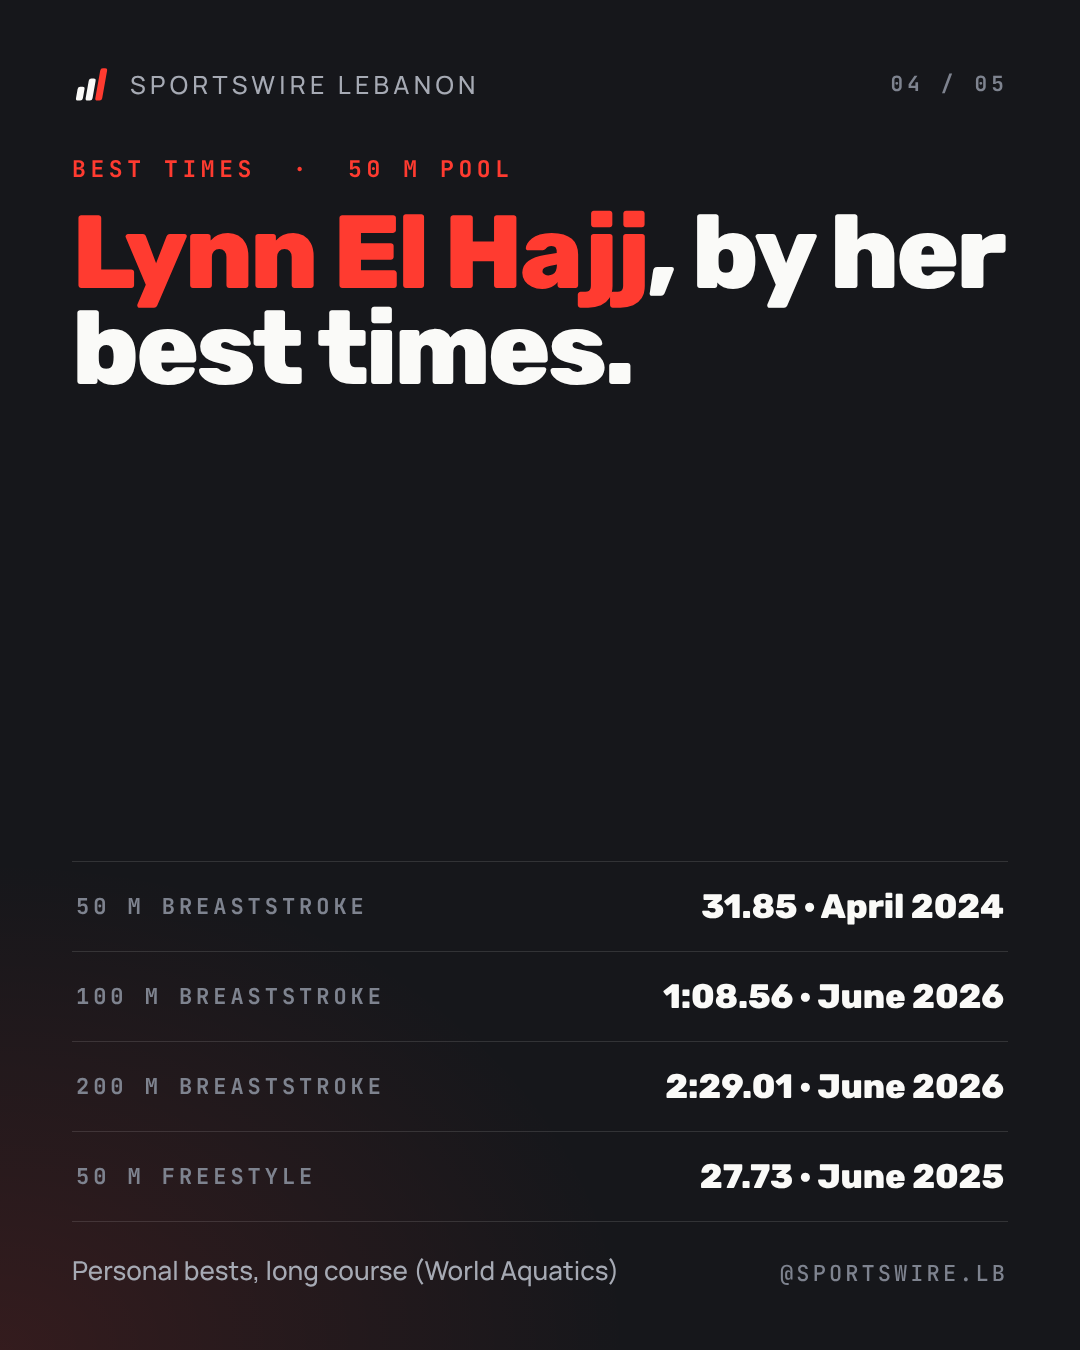 SPORTSWIRE LEBANON
04 / 05
BEST TIMES · 50 M POOL
Lynn El Hajj, by her
best times.
50 M BREASTSTROKE 31.85 • April 2024
100 M BREASTSTROKE 1:08.56 • June 2026
200 M BREASTSTROKE 2:29.01 • June 2026
50 M FREESTYLE 27.73 • June 2025
Personal bests, long course (World Aquatics)
@SPORTSWIRE.LB